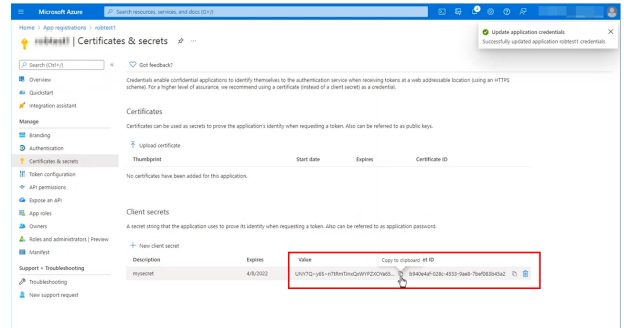 Microsoft Azure
Search resources, services, and docs (G+/)
Home > App registrations > robtest1
| Certificates & secrets
Update application credentials
Successfully updated application robtest1 credentials
Search (Ctrl+/)
Got feedback?
Overview
Quickstart
Integration assistant
Manage
Branding
Authentication
Certificates & secrets
Token configuration
API permissions
Expose an API
App roles
Owners
Roles and administrators | Preview
Manifest
Support + Troubleshooting
Troubleshooting
New support request
Credentials enable confidential applications to identify themselves to the authentication service when receiving tokens at a web addressable location (using an HTTPS
scheme). For a higher level of assurance, we recommend using a certificate (instead of a client secret) as a credential.
Certificates
Certificates can be used as secrets to prove the application's identity when requesting a token. Also can be referred to as public keys.
Upload certificate
Thumbprint Start date Expires Certificate ID
No certificates have been added for this application.
Client secrets
A secret string that the application uses to prove its identity when requesting a token. Also can be referred to as application password.
New client secret
Description Expires Value Copy to clipboard et ID
mysecret 4/8/2022